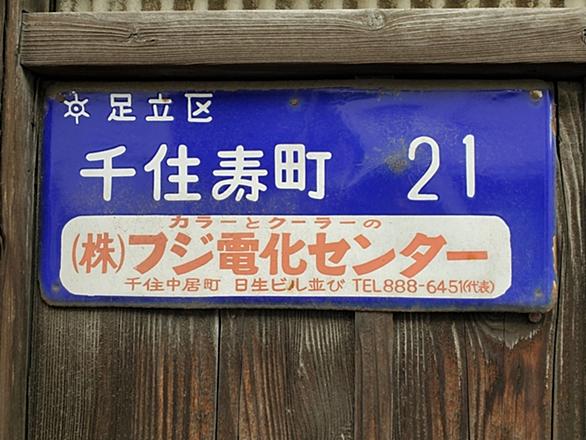 足立区
千住寿町 21
カラーとクーラーの
(株)フジ電化センター
千住中居町 日生ビル並び TEL888-6451(代表)